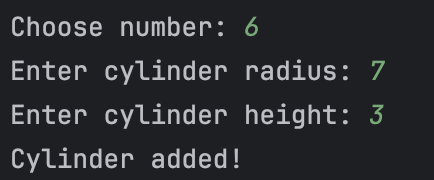 Choose number: 6
Enter cylinder radius: 7
Enter cylinder height: 3
Cylinder added!